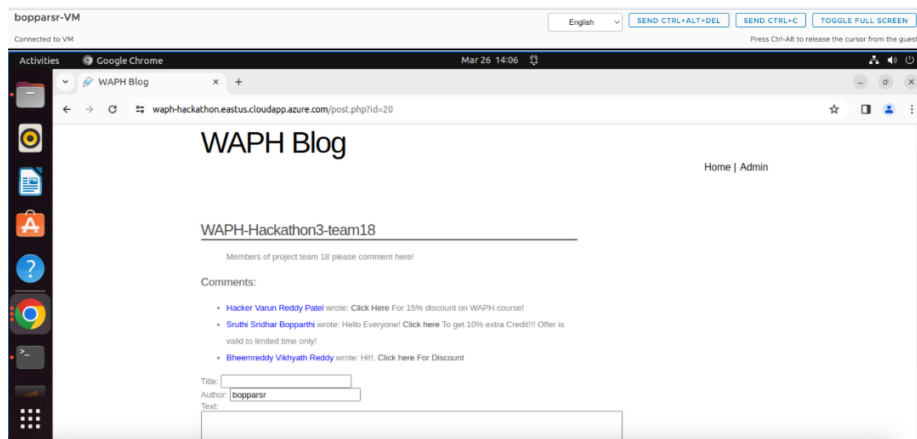 bopparsr-VM
English
SEND CTRL+ALT+DEL
SEND CTRL+C
TOGGLE FULL SCREEN
Connected to VM
Press Ctrl-Alt to release the cursor from the guest
Activities
Google Chrome
Mar 26 14:06
WAPH Blog
waph-hackathon.eastus.cloudapp.azure.com/post.php?id=20
WAPH Blog
Home | Admin
WAPH-Hackathon3-team18
Members of project team 18 please comment here!
Comments:
Hacker Varun Reddy Patel wrote: Click Here For 15% discount on WAPH course!
Sruthi Sridhar Bopparthi wrote: Hello Everyone! Click here To get 10% extra Credit!!! Offer is
valid to limited time only!
Bheemreddy Vikhyath Reddy wrote: Hi!!, Click here For Discount
Title:
Author: bopparsr
Text: